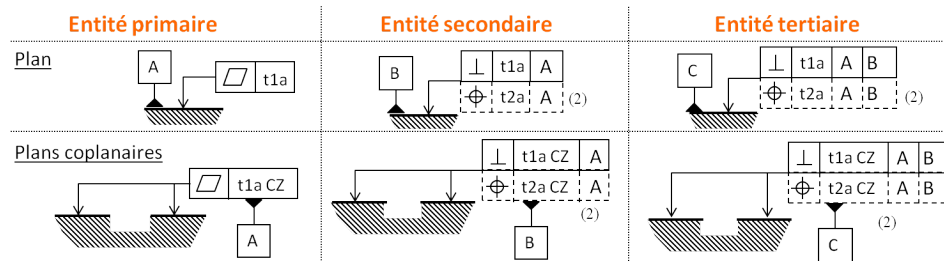 Entité primaire
Entité secondaire
Entité tertiaire
Plan
A
t1a
B
t1a A
t2a A (2)
C
t1a A B
t2a A B (2)
Plans coplanaires
t1a CZ
A
t1a CZ A
t2a CZ A
(2)
B
t1a CZ A B
t2a CZ A B
(2)
C